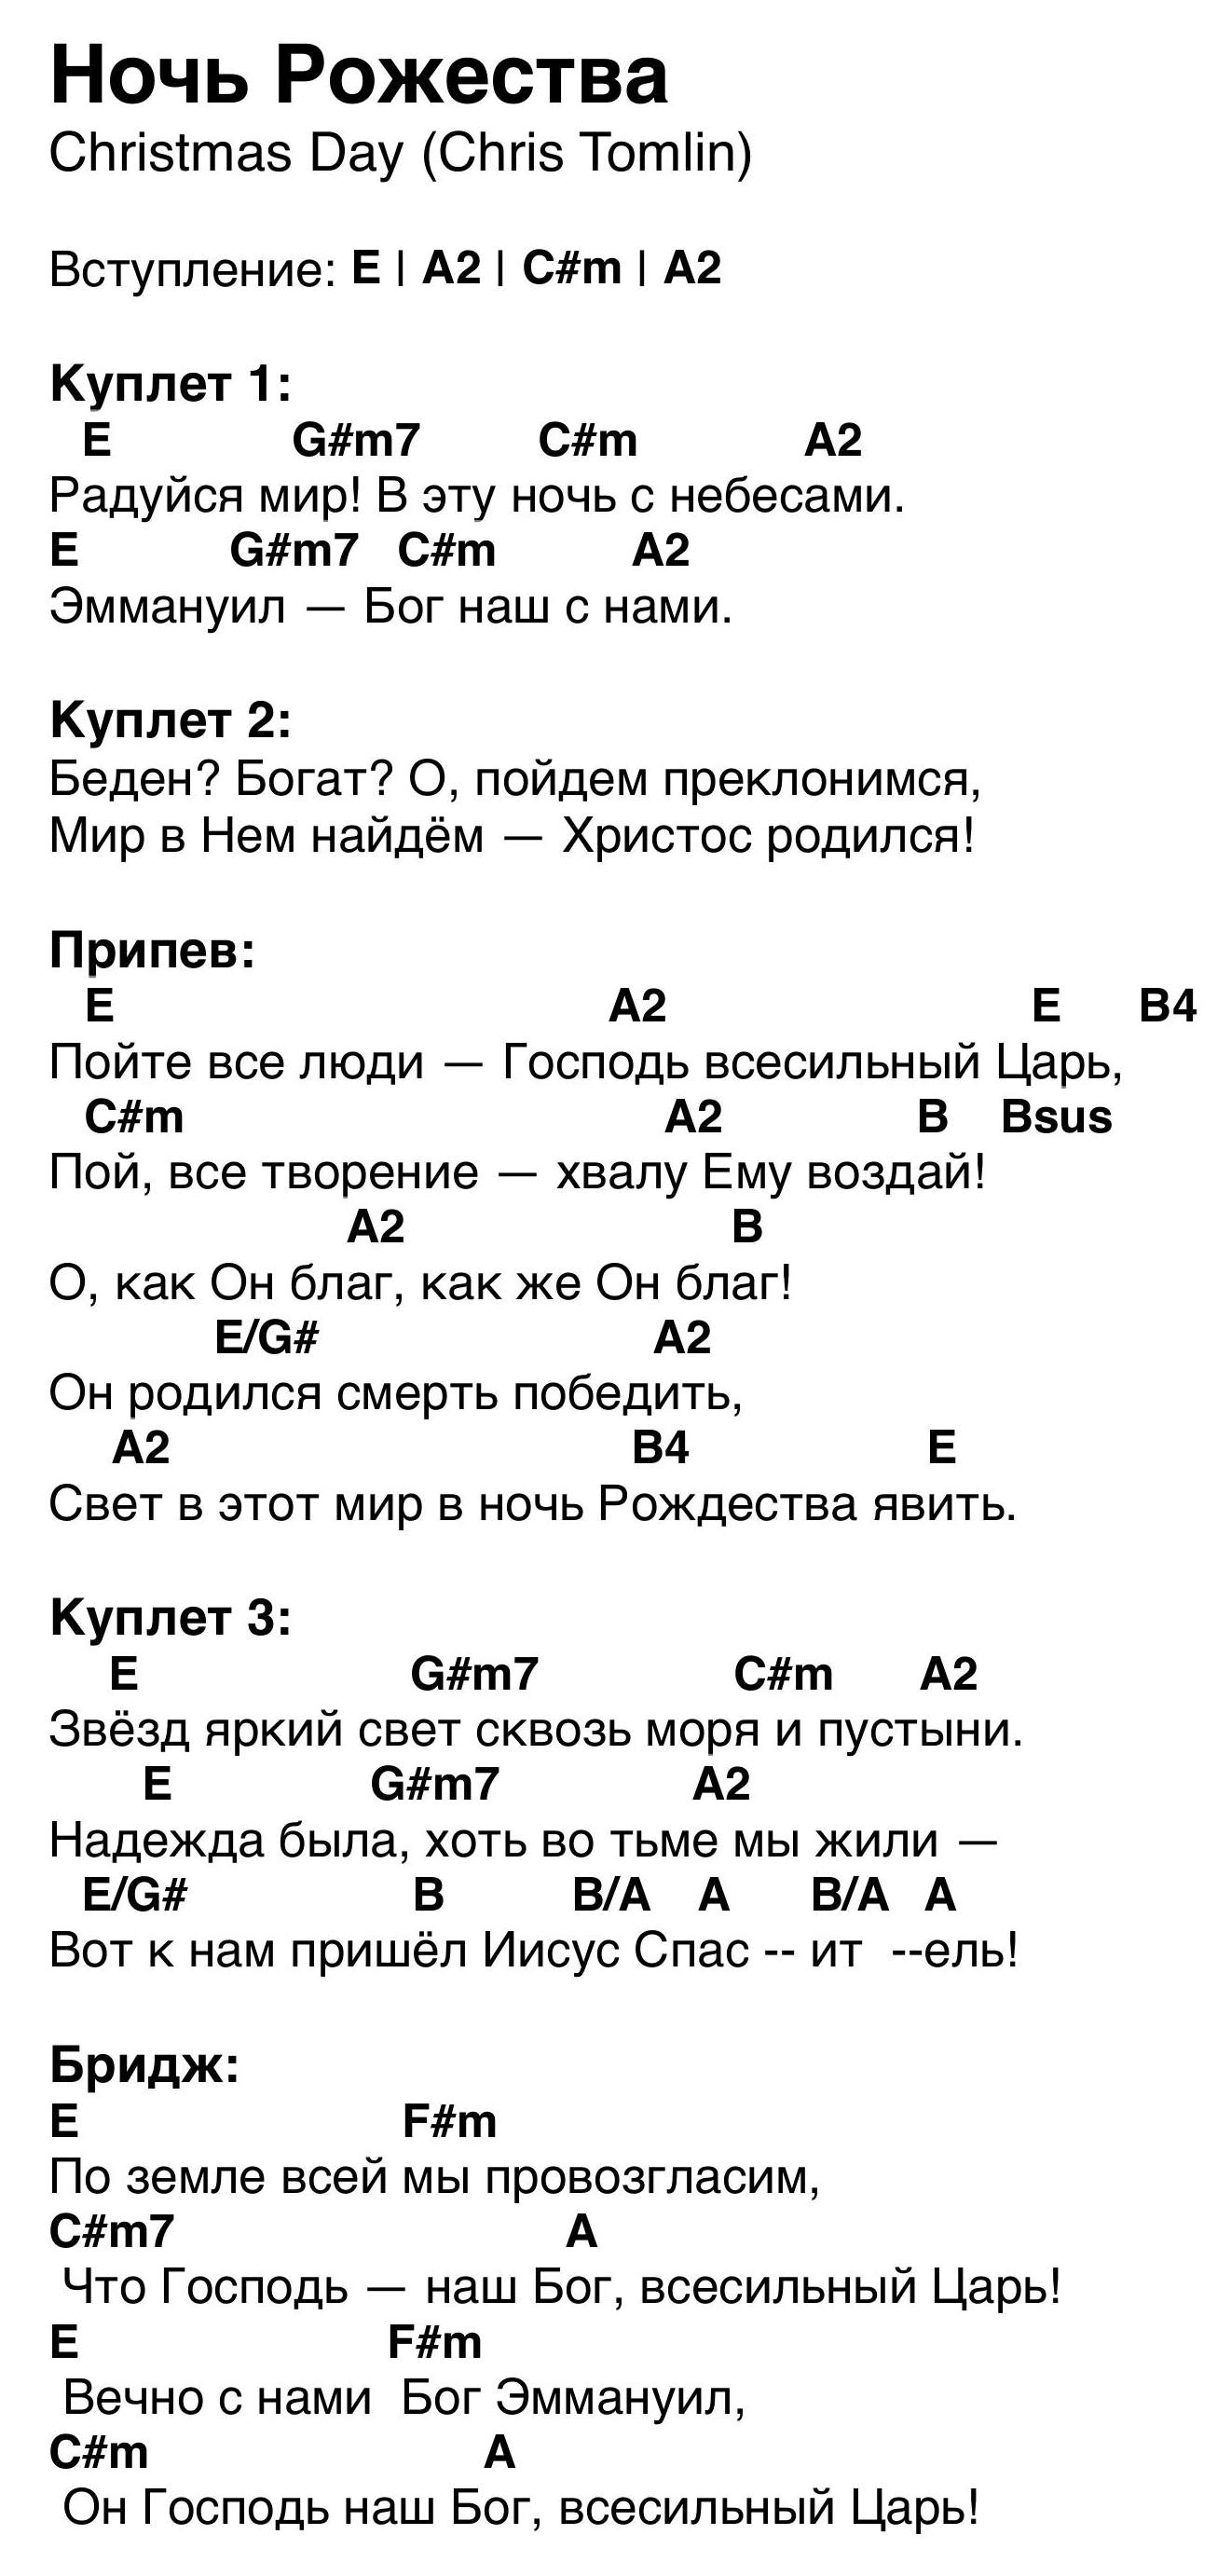 Ночь Рожества
Christmas Day (Chris Tomlin)
Вступление: E | A2 | C#m | A2
Куплет 1:
E G#m7 C#m A2
Радуйся мир! В эту ночь с небесами.
E G#m7 C#m A2
Эммануил — Бог наш с нами.
Куплет 2:
Беден? Богат? О, пойдем преклонимся,
Мир в Нем найдём — Христос родился!
Припев:
E A2 E B4
Пойте все люди — Господь всесильный Царь,
C#m A2 B Bsus
Пой, все творение — хвалу Ему воздай!
A2 B
О, как Он благ, как же Он благ!
E/G# A2
Он родился смерть победить,
A2 B4 E
Свет в этот мир в ночь Рождества явить.
Куплет 3:
E G#m7 C#m A2
Звёзд яркий свет сквозь моря и пустыни.
E G#m7 A2
Надежда была, хоть во тьме мы жили —
E/G# B B/A A B/A A
Вот к нам пришёл Иисус Спас -- ит --ель!
Бридж:
E F#m
По земле всей мы провозгласим,
C#m7 A
Что Господь — наш Бог, всесильный Царь!
E F#m
Вечно с нами Бог Эммануил,
C#m A
Он Господь наш Бог, всесильный Царь!